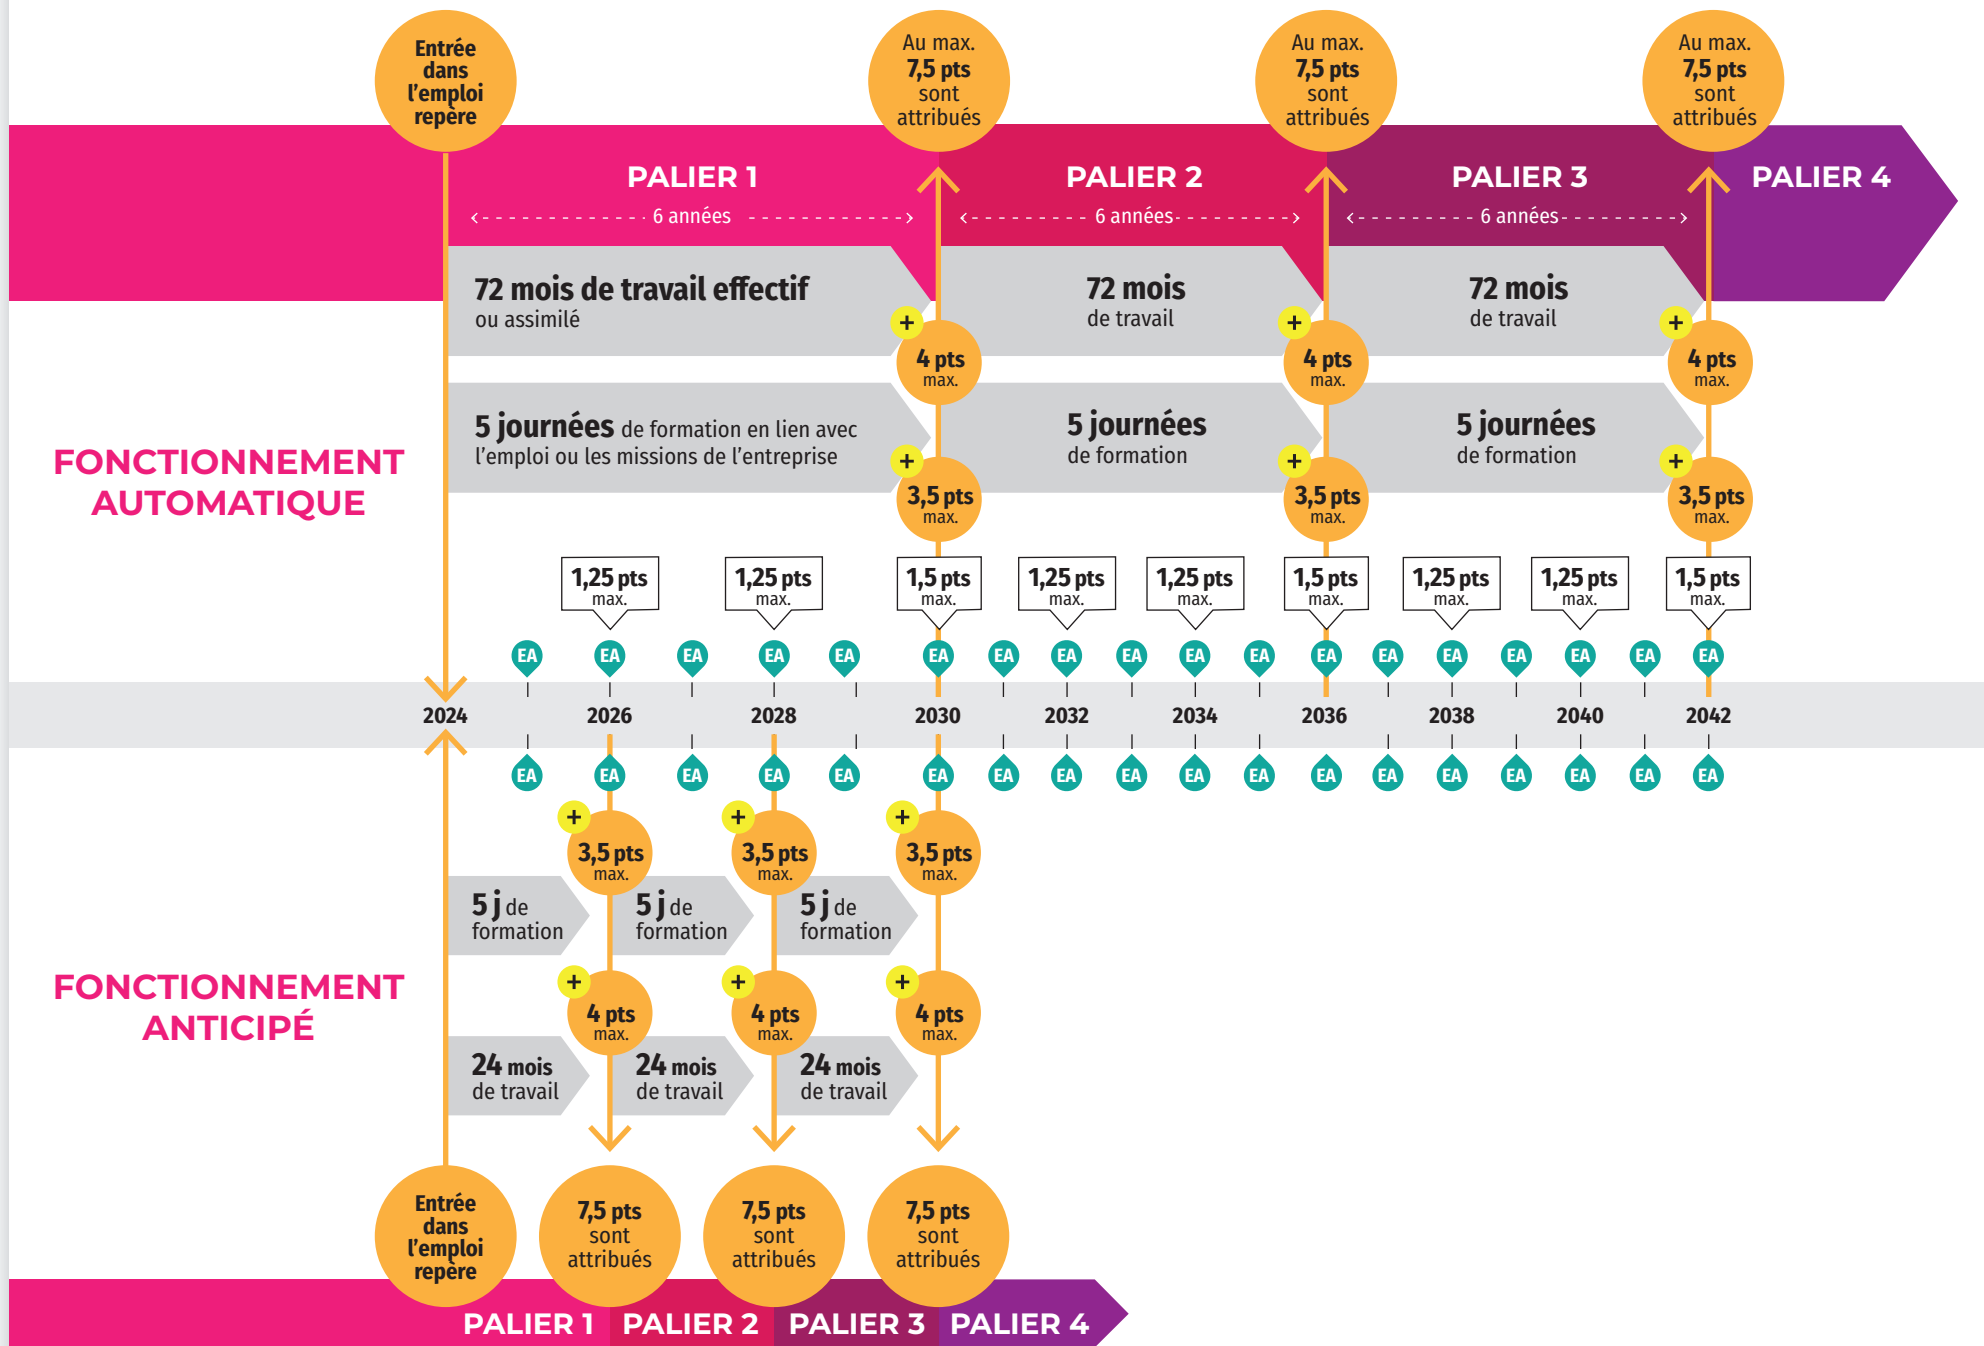 Entrée
dans
l'emploi
repère
Au max.
7,5 pts
sont
attribués
Au max.
7,5 pts
sont
attribués
Au max.
7,5 pts
sont
attribués
PALIER 1
6 années
PALIER 2
6 années
PALIER 3
6 années
PALIER 4
72 mois de travail effectif
ou assimilé
+
4 pts
max.
72 mois
de travail
+
4 pts
max.
72 mois
de travail
+
4 pts
max.
FONCTIONNEMENT
AUTOMATIQUE
5 journées de formation en lien avec
l'emploi ou les missions de l'entreprise
+
3,5 pts
max.
5 journées
de formation
+
3,5 pts
max.
5 journées
de formation
+
3,5 pts
max.
1,25 pts
max.
1,25 pts
max.
1,5 pts
max.
1,25 pts
max.
1,25 pts
max.
1,5 pts
max.
1,25 pts
max.
1,25 pts
max.
1,5 pts
max.
EA EA EA EA EA EA EA EA EA EA EA EA EA EA EA EA EA EA
2024 2026 2028 2030 2032 2034 2036 2038 2040 2042
EA EA EA EA EA EA EA EA EA EA EA EA EA EA EA EA EA EA
+
3,5 pts
max.
+
3,5 pts
max.
+
3,5 pts
max.
5 j de
formation
5 j de
formation
5 j de
formation
FONCTIONNEMENT
ANTICIPÉ
+
4 pts
max.
+
4 pts
max.
+
4 pts
max.
24 mois
de travail
24 mois
de travail
24 mois
de travail
Entrée
dans
l'emploi
repère
7,5 pts
sont
attribués
7,5 pts
sont
attribués
7,5 pts
sont
attribués
PALIER 1
PALIER 2
PALIER 3
PALIER 4